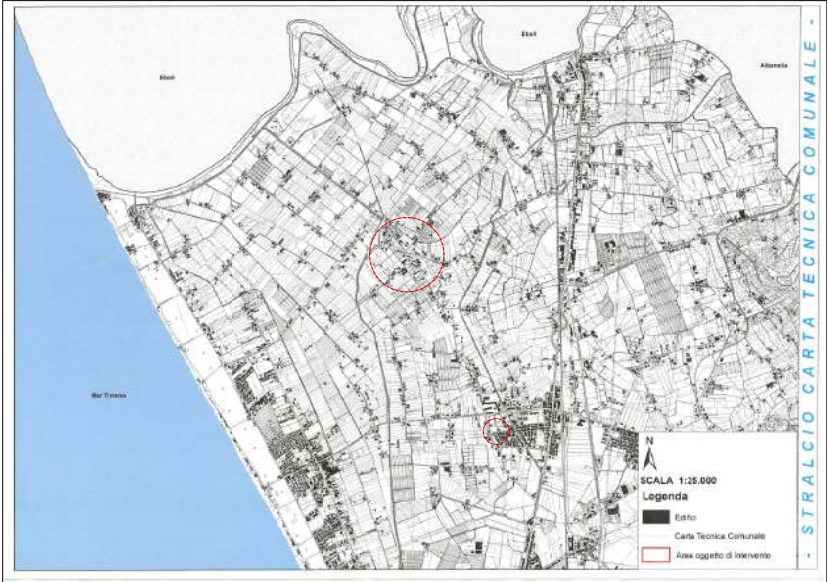 Eboli
Eboli
Albanella
Mar Tirreno
STRALCIO CARTA TECNICA COMUNALE
N
SCALA 1:25.000
Legenda
Edifici
Carta Tecnica Comunale
Area oggetto di intervento